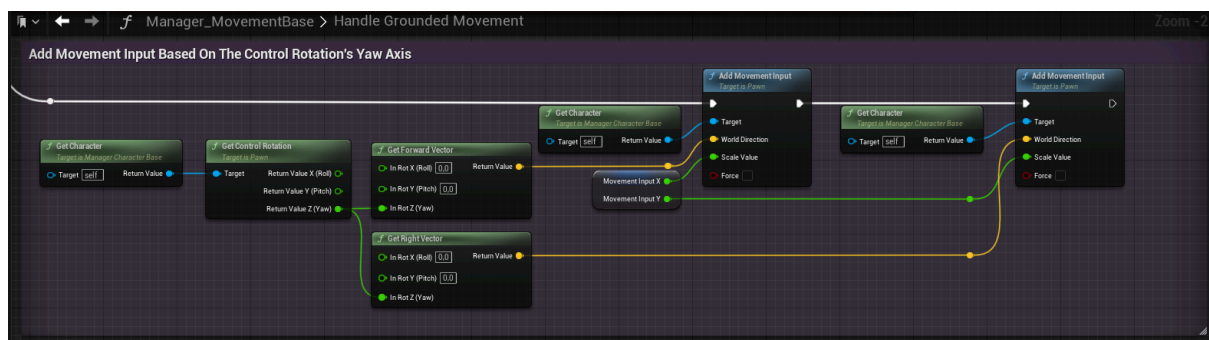 Manager_MovementBase > Handle Grounded Movement
Zoom -2
Add Movement Input Based On The Control Rotation's Yaw Axis
f Get Character
Target is Manager Character Base
Target self Return Value
f Get Control Rotation
Target is Pawn
Target Return Value X (Roll)
Return Value Y (Pitch)
Return Value Z (Yaw)
f Get Forward Vector
In Rot X (Roll) 0,0 Return Value
In Rot Y (Pitch) 0,0
In Rot Z (Yaw)
f Get Right Vector
In Rot X (Roll) 0,0 Return Value
In Rot Y (Pitch) 0,0
In Rot Z (Yaw)
f Get Character
Target is Manager Character Base
Target self Return Value
Movement Input X
Movement Input Y
f Add Movement Input
Target is Pawn
Target
World Direction
Scale Value
Force
f Get Character
Target is Manager Character Base
Target self Return Value
f Add Movement Input
Target is Pawn
Target
World Direction
Scale Value
Force